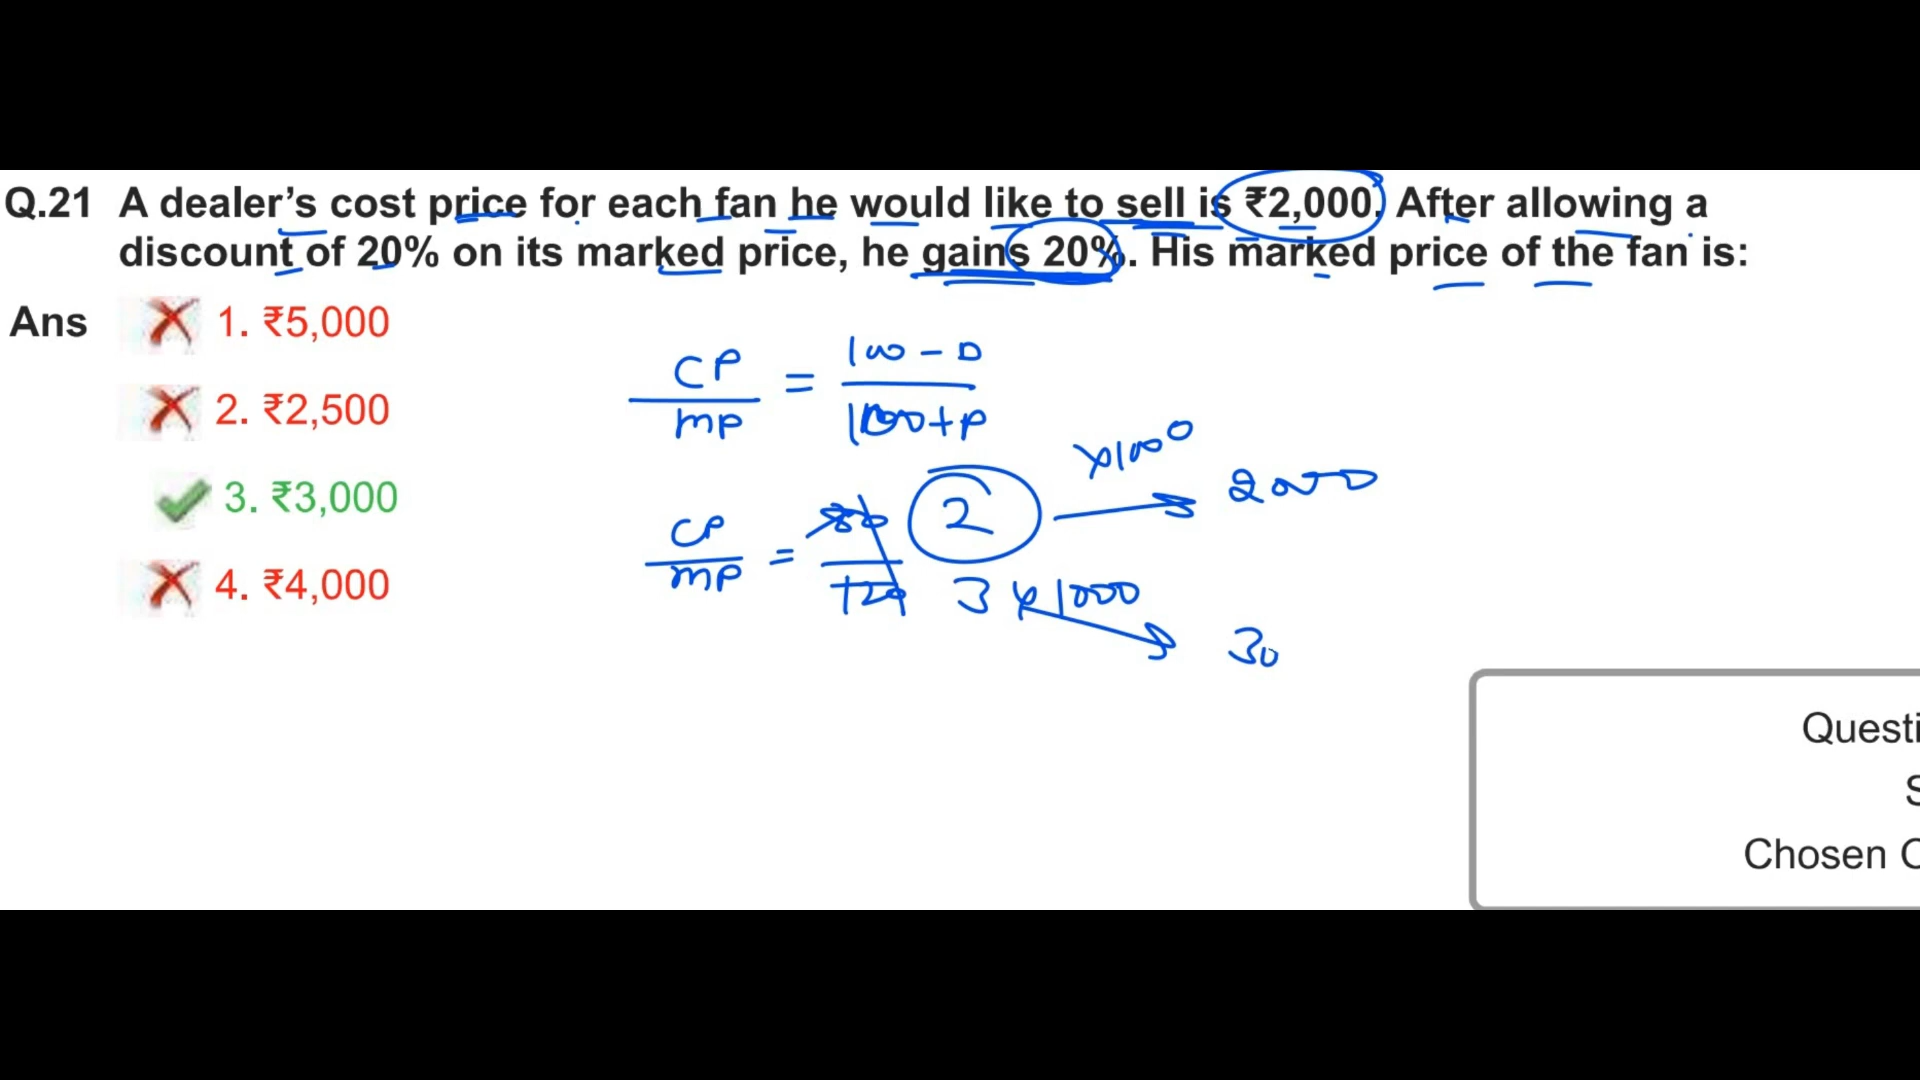 Q.21 A dealer's cost price for each fan he would like to sell is ₹2,000. After allowing a
discount of 20% on its marked price, he gains 20%. His marked price of the fan is:
Ans 1. ₹5,000
2. ₹2,500
3. ₹3,000
4. ₹4,000
CP/MP = 100 - D/100+P
CP/MP = 80/120 2 x1000 2000
3 x1000 30
Questi
S
Chosen O